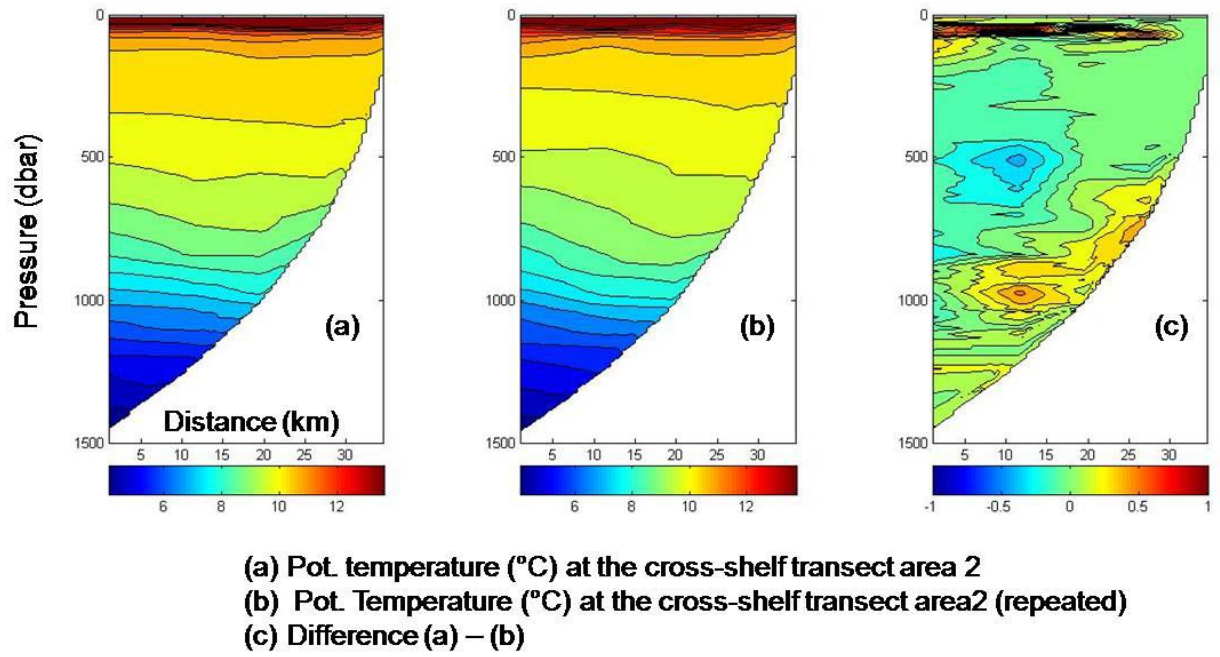 Pressure (dbar)
0
500
1000
1500
(a)
Distance (km)
5 10 15 20 25 30
6 8 10 12
0
500
1000
1500
(b)
5 10 15 20 25 30
6 8 10 12
0
500
1000
1500
(c)
5 10 15 20 25 30
-1 -0.5 0 0.5 1
(a) Pot. temperature (ºC) at the cross-shelf transect area 2
(b) Pot. Temperature (ºC) at the cross-shelf transect area2 (repeated)
(c) Difference (a) – (b)